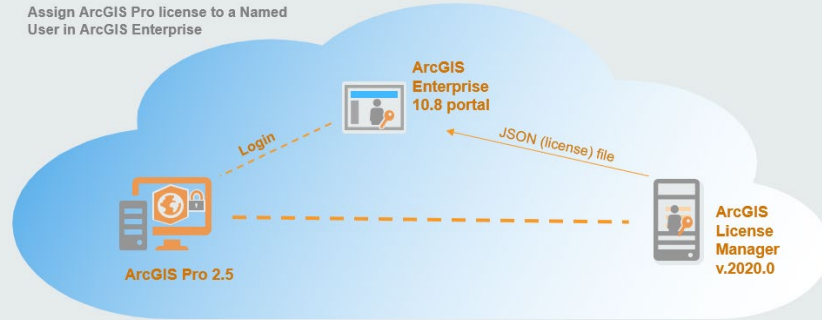 Assign ArcGIS Pro license to a Named
User in ArcGIS Enterprise
ArcGIS
Enterprise
10.8 portal
Login
JSON (license) file
ArcGIS Pro 2.5
ArcGIS
License
Manager
v.2020.0